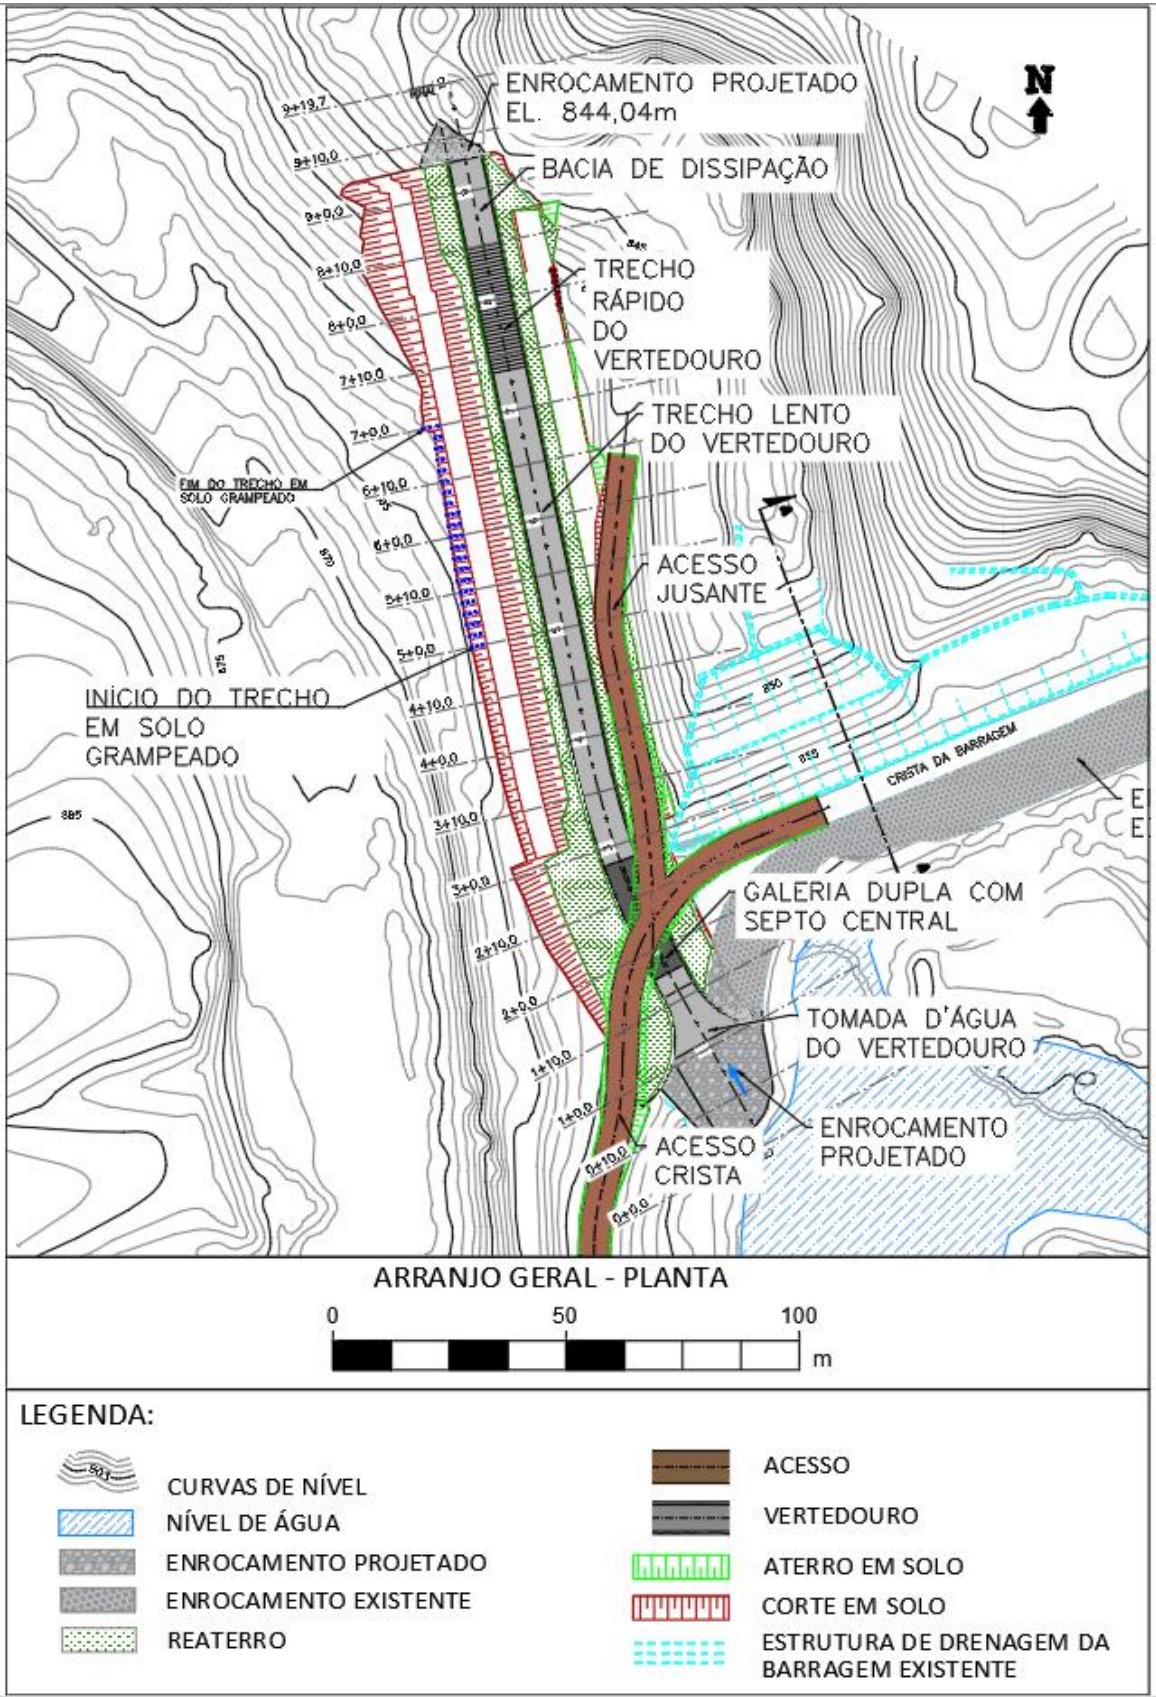 N
ENROCAMENTO PROJETADO
EL. 844,04m
9+19,7
9+10,0
BACIA DE DISSIPAÇÃO
9+0,0
8+10,0
TRECHO
RÁPIDO
DO
VERTEDOURO
8+0,0
7+10,0
TRECHO LENTO
DO VERTEDOURO
7+0,0
FIM DO TRECHO EM
SOLO GRAMPEADO
6+10,0
6+0,0
870
ACESSO
JUSANTE
5+10,0
5+0,0
875
850
INÍCIO DO TRECHO
EM SOLO
GRAMPEADO
4+10,0
4+0,0
855
CRISTA DA BARRAGEM
E
E
885
3+10,0
3+0,0
GALERIA DUPLA COM
SEPTO CENTRAL
2+10,0
2+0,0
TOMADA D'ÁGUA
DO VERTEDOURO
1+10,0
1+0,0
ENROCAMENTO
PROJETADO
ACESSO
CRISTA
0+10,0
0+0,0
ARRANJO GERAL - PLANTA
0 50 100
m
LEGENDA:
803
CURVAS DE NÍVEL
NÍVEL DE ÁGUA
ENROCAMENTO PROJETADO
ENROCAMENTO EXISTENTE
REATERRO
ACESSO
VERTEDOURO
ATERRO EM SOLO
CORTE EM SOLO
ESTRUTURA DE DRENAGEM DA
BARRAGEM EXISTENTE